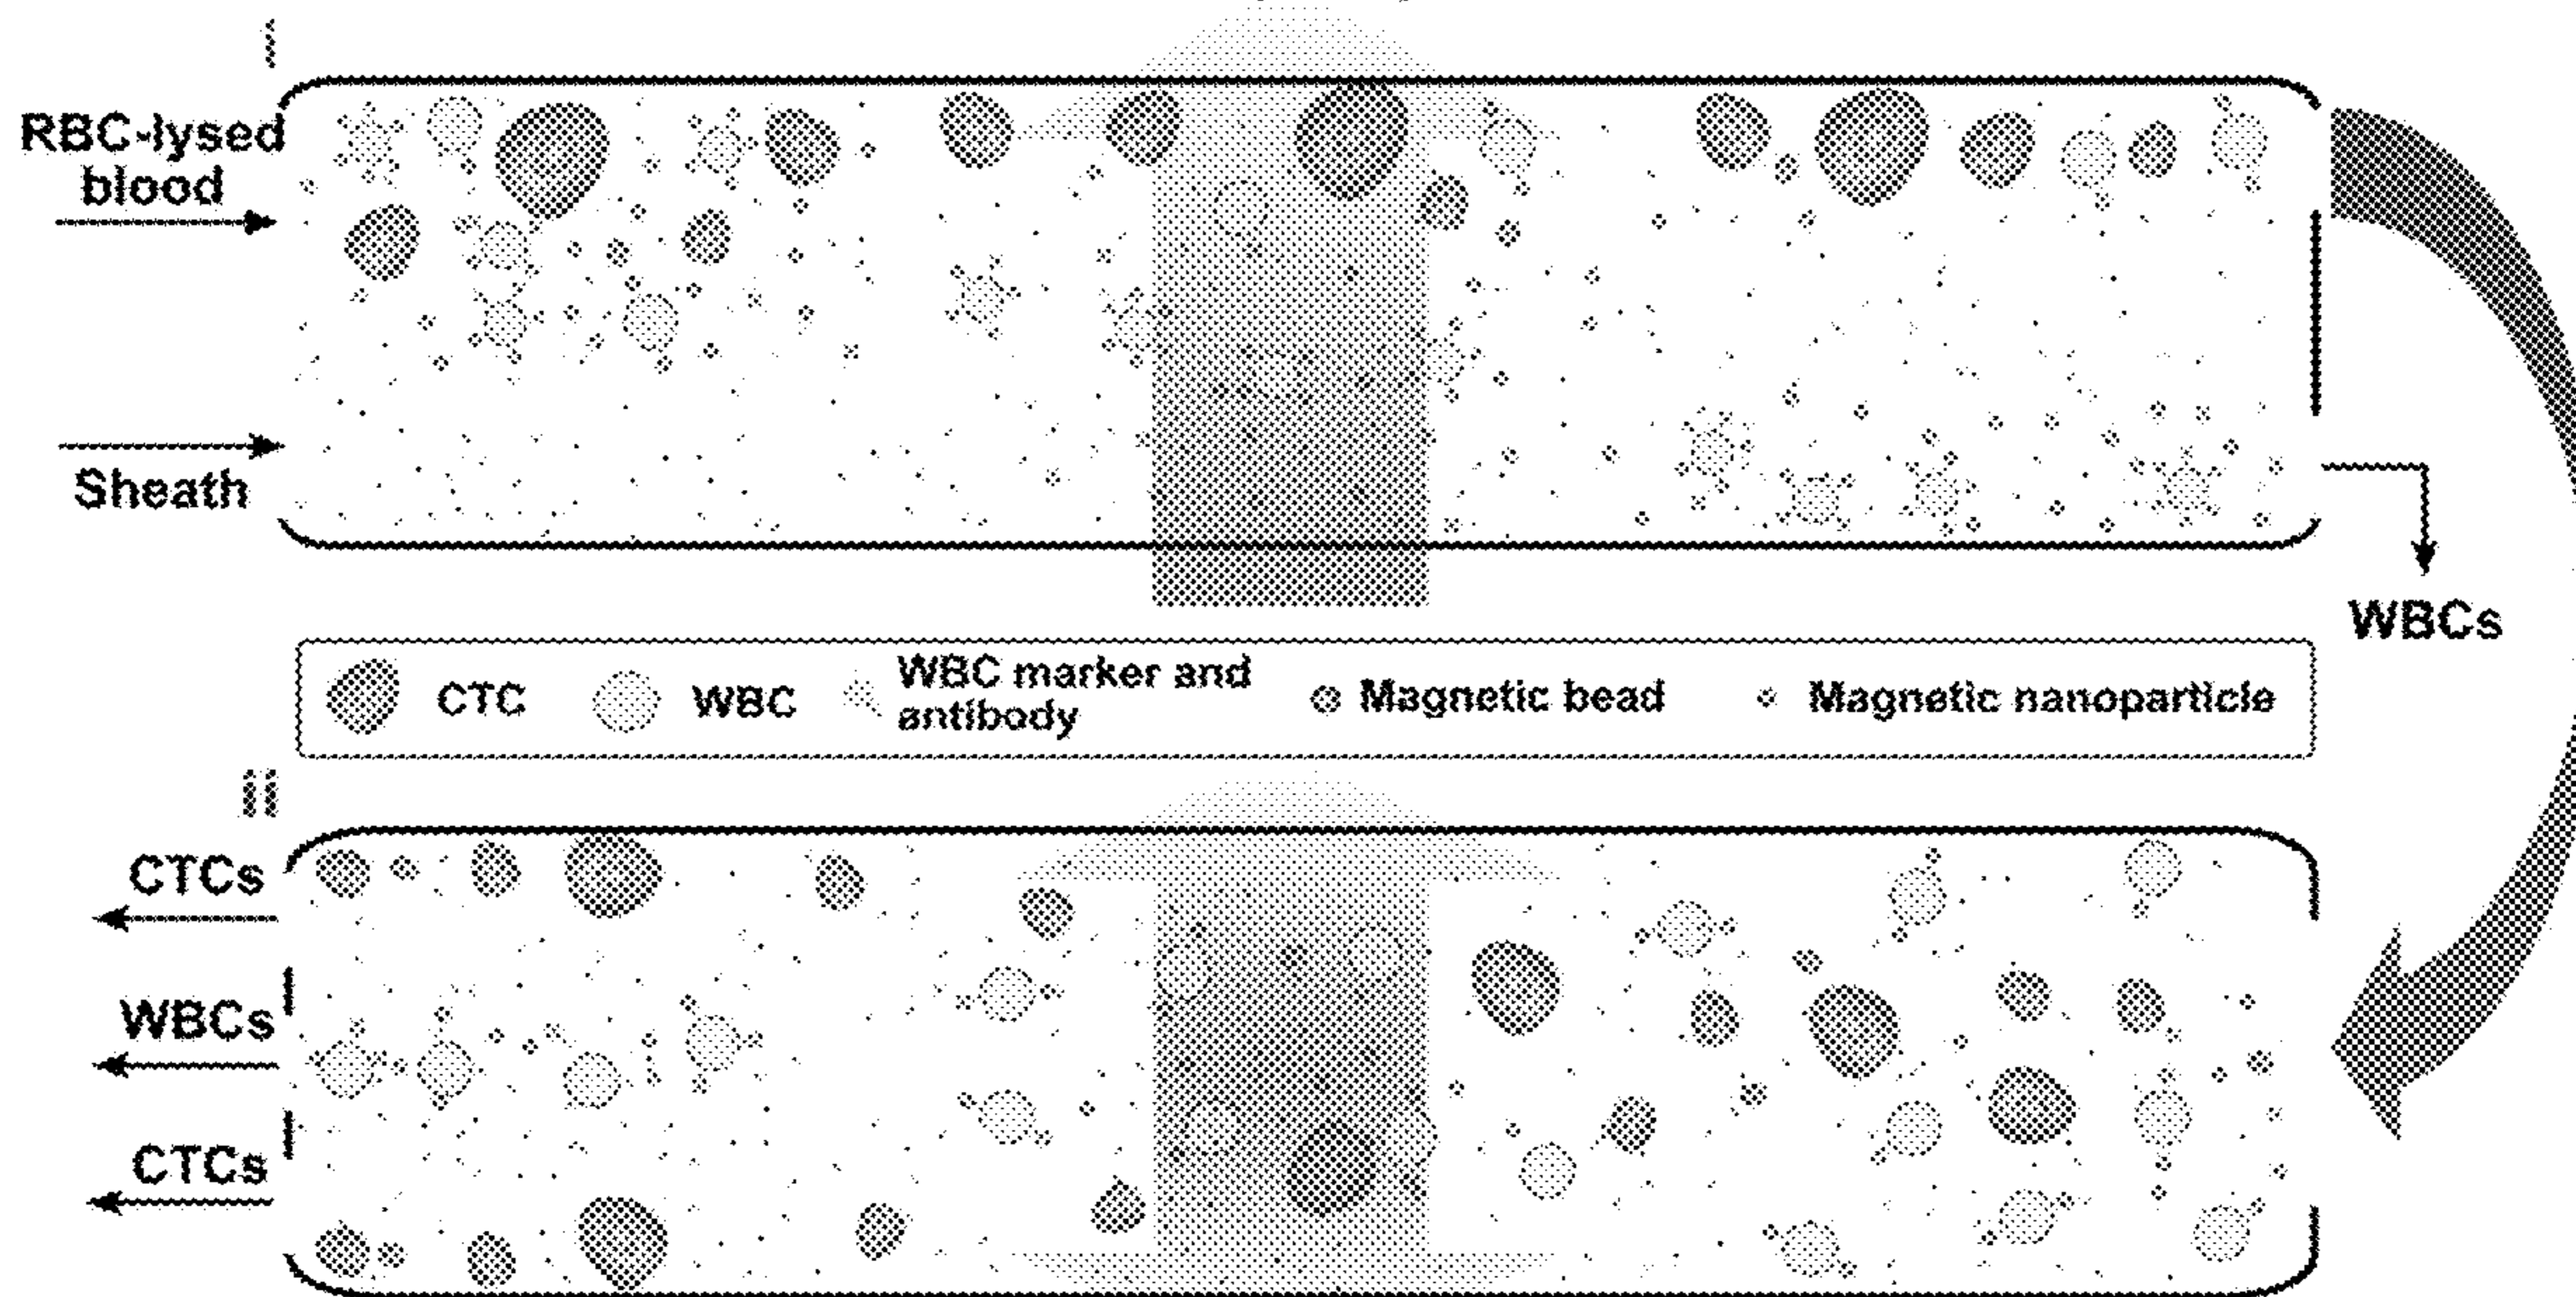 i
RBC-lysed
blood
Sheath
WBCs
CTC
WBC
WBC marker and
antibody
Magnetic bead
Magnetic nanoparticle
ii
CTCs
WBCs
CTCs